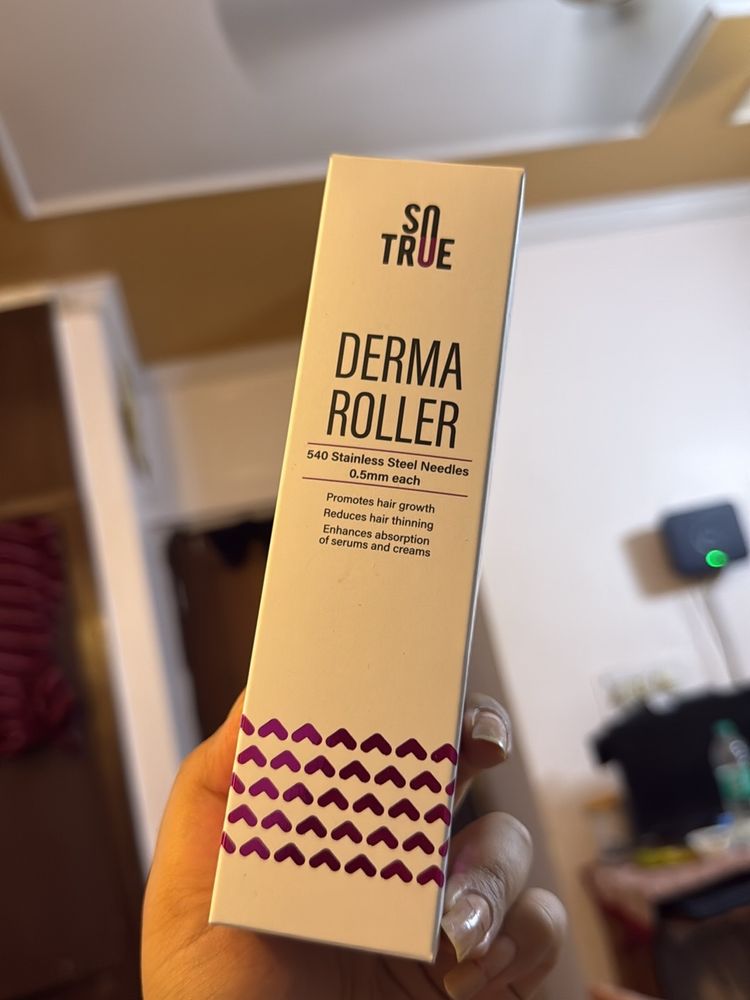 SO
TRUE
DERMA
ROLLER
540 Stainless Steel Needles
0.5mm each
Promotes hair growth
Reduces hair thinning
Enhances absorption
of serums and creams